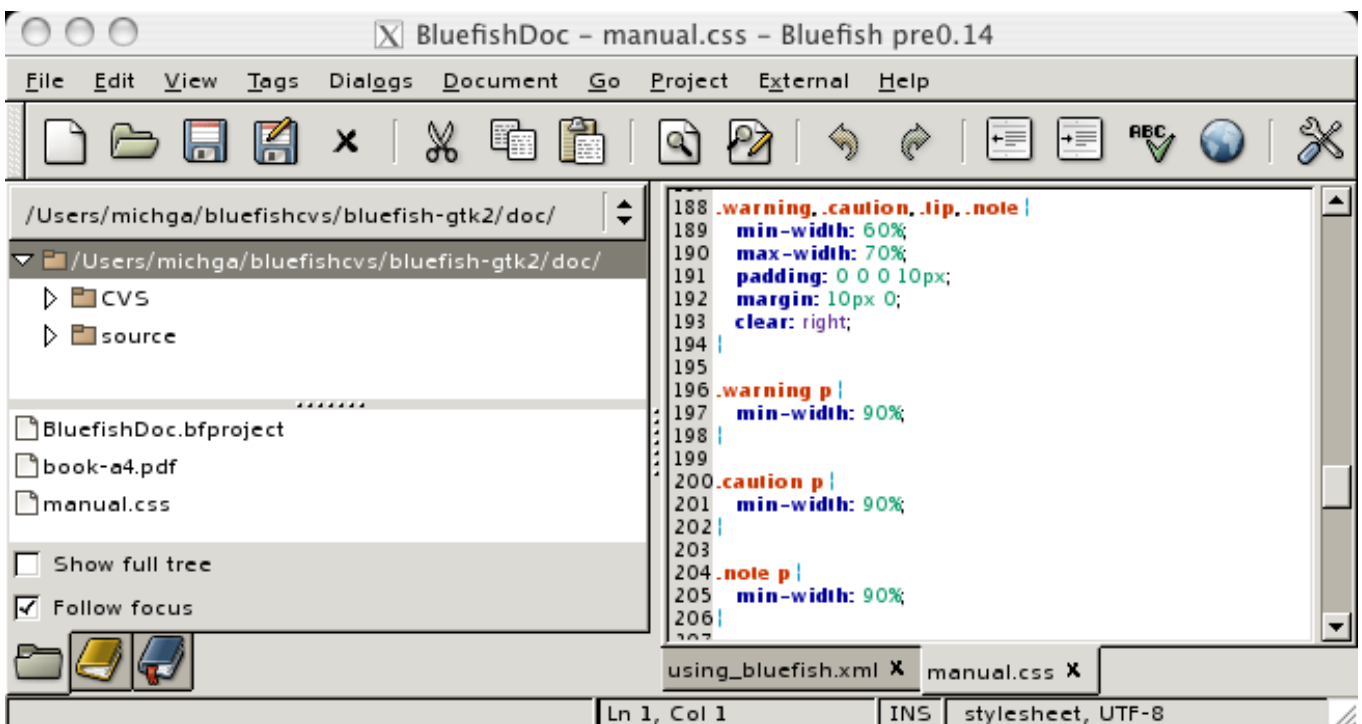 BluefishDoc – manual.css – Bluefish pre0.14
File Edit View Tags Dialogs Document Go Project External Help
ABC
/Users/michga/bluefishcvs/bluefish-gtk2/doc/
/Users/michga/bluefishcvs/bluefish-gtk2/doc/
CVS
source
BluefishDoc.bfproject
book-a4.pdf
manual.css
Show full tree
Follow focus
188 .warning, .caution, .tip, .note {
189 min-width: 60%;
190 max-width: 70%;
191 padding: 0 0 0 10px;
192 margin: 10px 0;
193 clear: right;
194 }
195
196 .warning p {
197 min-width: 90%;
198 }
199
200 .caution p {
201 min-width: 90%;
202 }
203
204 .note p {
205 min-width: 90%;
206 }
using_bluefish.xml X manual.css X
Ln 1, Col 1 INS stylesheet, UTF-8